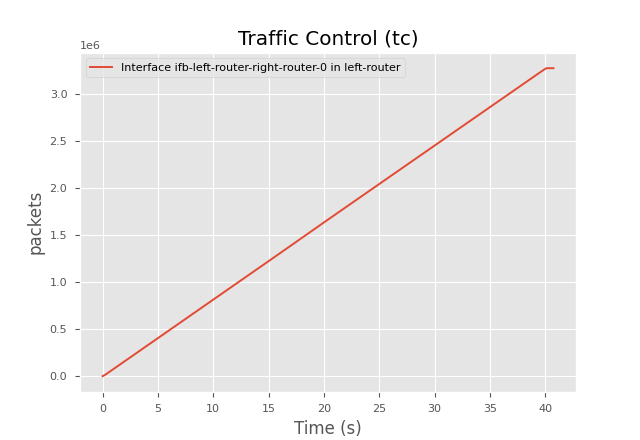 Traffic Control (tc)
1e6
Interface ifb-left-router-right-router-0 in left-router
3.0
2.5
2.0
1.5
1.0
0.5
0.0
packets
0 5 10 15 20 25 30 35 40
Time (s)